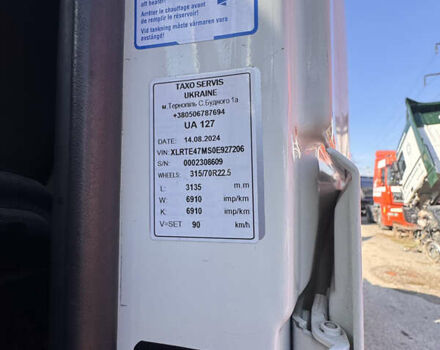 att heater!
Arrêter le chauffage avant
de remplir le réservoir!
Vid tankning måste värmaren vara
avstängd!
TAXO SERVIS
UKRAINE
м.Тернопіль С.Будного 1а
+380506787694
UA 127
DATE: 14.08.2024
VIN: XLRTE47MS0E927206
S/N: 0002308609
WHEELS: 315/70R22.5
L: 3135 m.m
W: 6910 imp/km
K: 6910 imp/km
V=SET 90 km/h